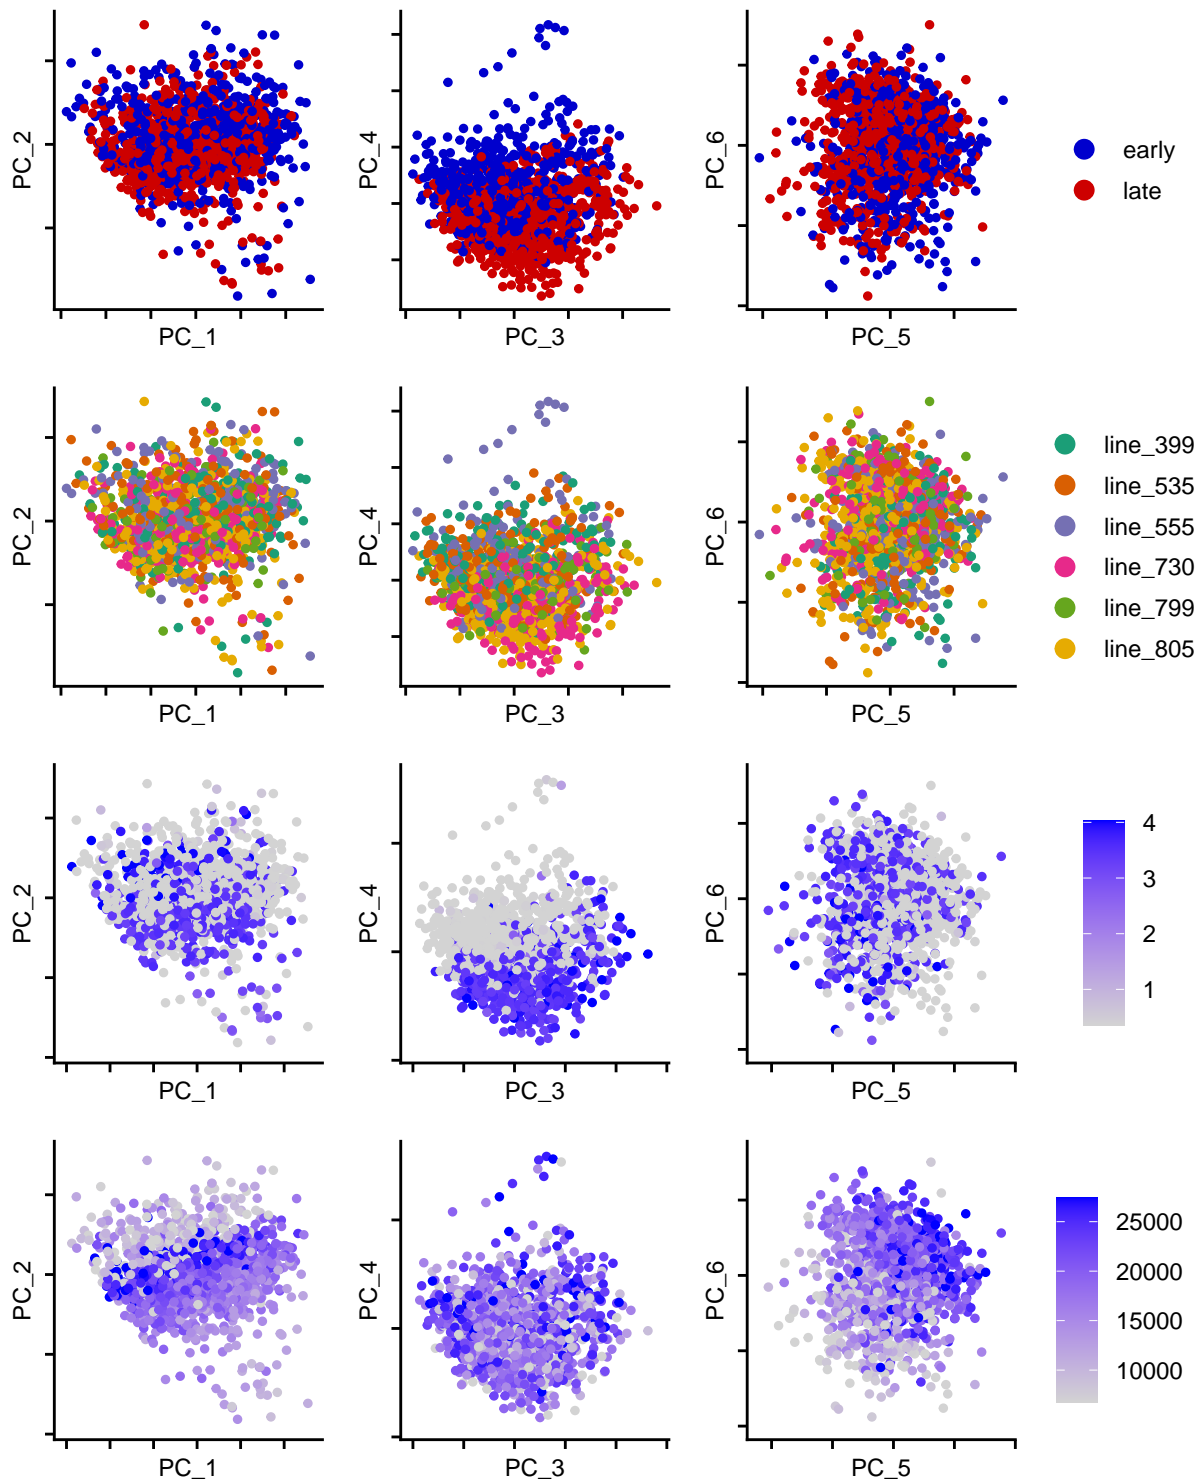 PC_2
PC_1
PC_4
PC_3
PC_6
PC_5
early
late
PC_2
PC_1
PC_4
PC_3
PC_6
PC_5
line_399
line_535
line_555
line_730
line_799
line_805
PC_2
PC_1
PC_4
PC_3
PC_6
PC_5
4
3
2
1
PC_2
PC_1
PC_4
PC_3
PC_6
PC_5
25000
20000
15000
10000